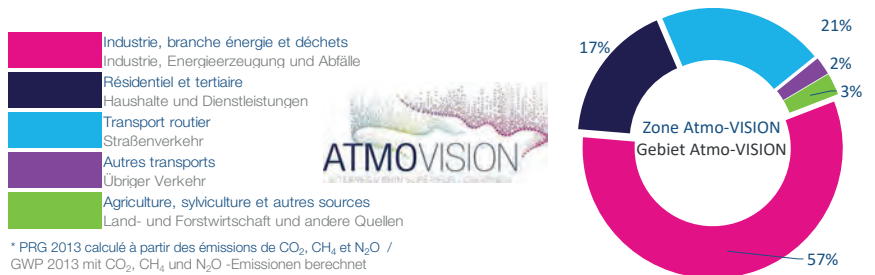 Industrie, branche énergie et déchets
Industrie, Energieerzeugung und Abfälle
Résidentiel et tertiaire
Haushalte und Dienstleistungen
Transport routier
Straßenverkehr
Autres transports
Übriger Verkehr
Agriculture, sylviculture et autres sources
Land- und Forstwirtschaft und andere Quellen
* PRG 2013 calculé à partir des émissions de CO₂, CH₄ et N₂O /
GWP 2013 mit CO₂, CH₄ und N₂O -Emissionen berechnet
ATMOVISION
17%
21%
2%
3%
Zone Atmo-VISION
Gebiet Atmo-VISION
57%